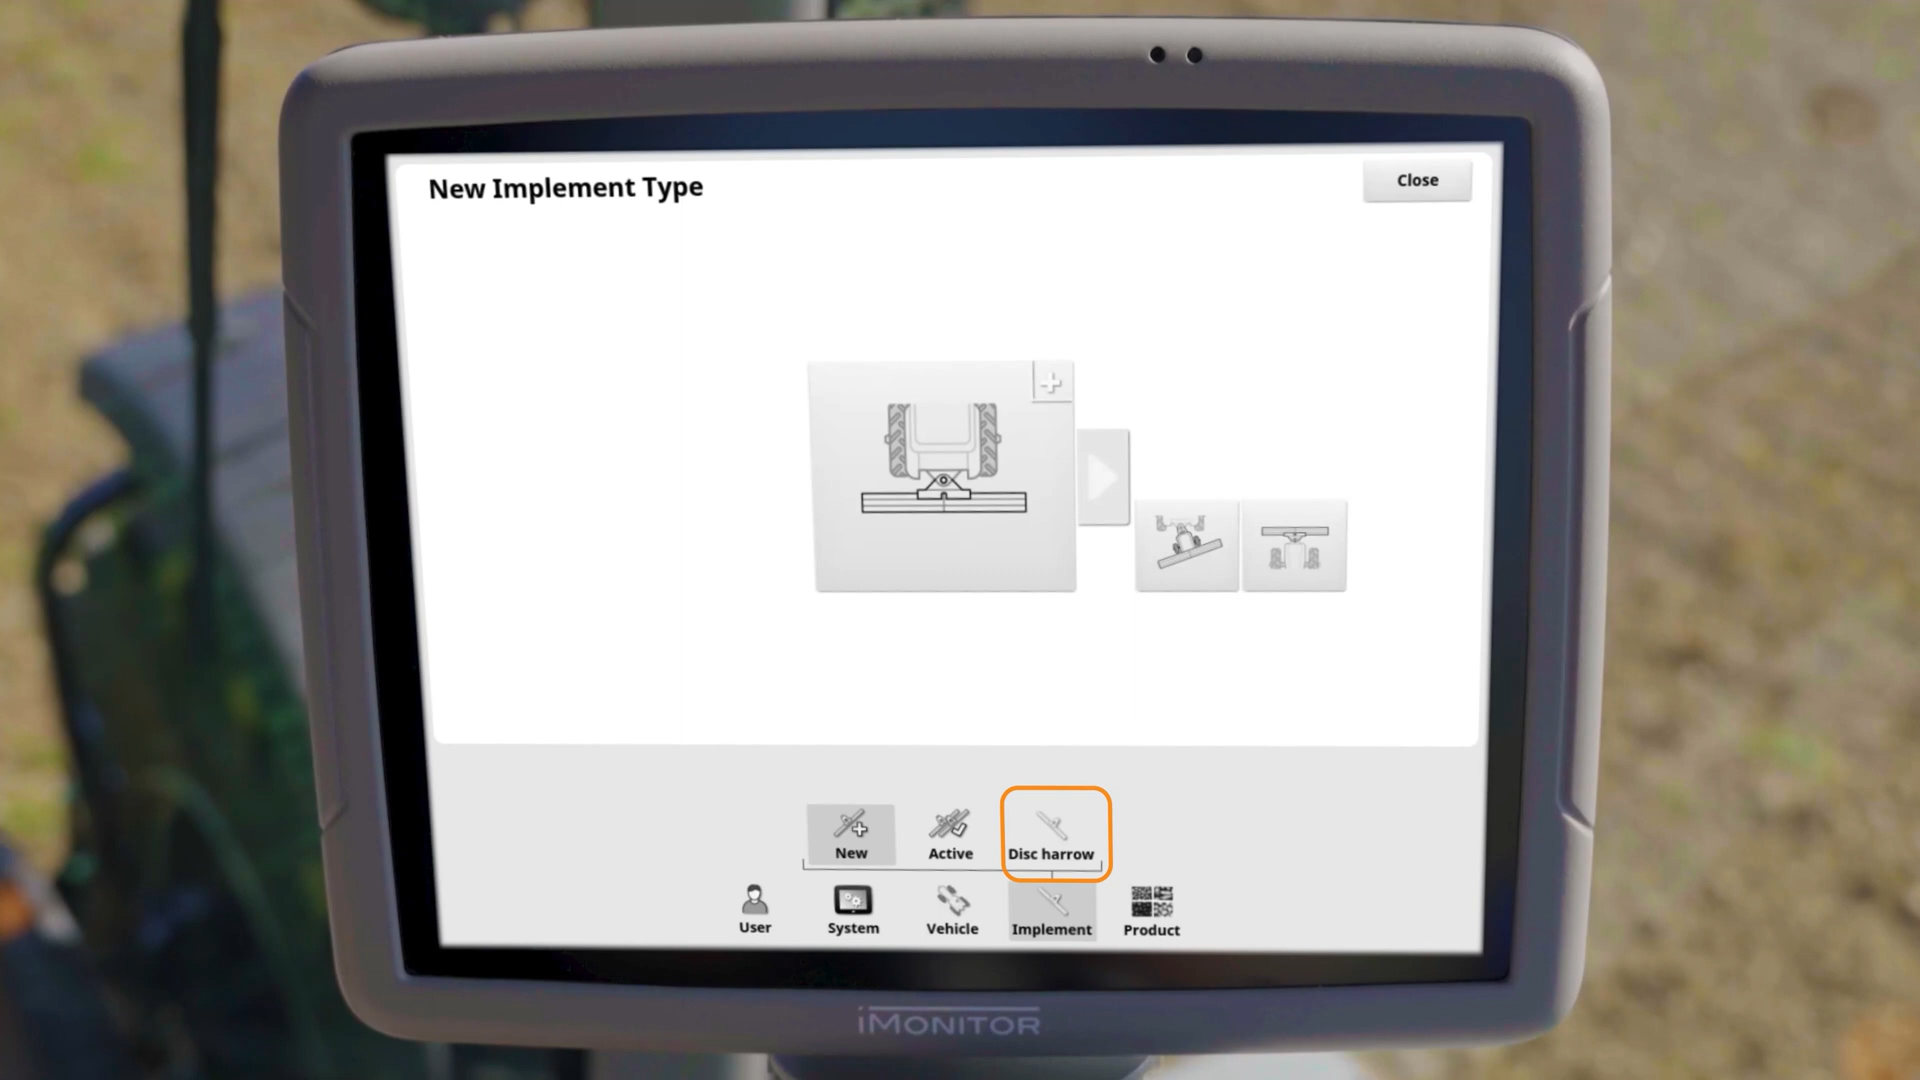 New Implement Type
Close
New
Active
Disc harrow
User
System
Vehicle
Implement
Product
iMONITOR